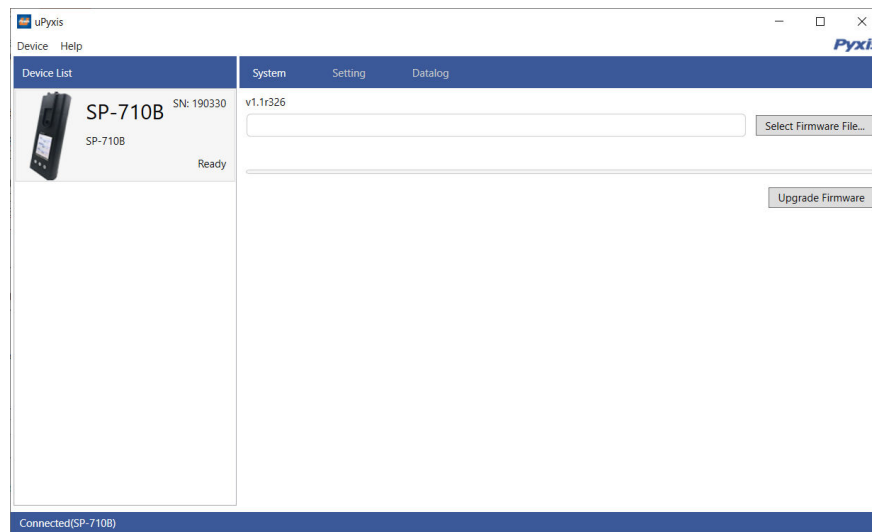 uPyxis
Device Help
Pyxis
Device List
System Setting Datalog
SP-710B
SN: 190330
SP-710B
Ready
v1.1r326
Select Firmware File...
Upgrade Firmware
Connected(SP-710B)